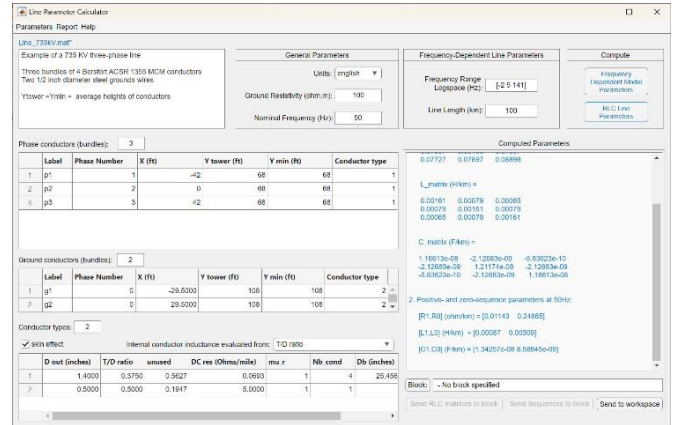 Line Parameter Calculator
Parameters Report Help
Line_735kV.mat*
Example of a 735 KV three-phase line
Three bundles of 4 Bersfort ACSR 1355 MCM conductors
Two 1/2 inch diameter steel grounds wires
Ytower =Ymin = average heights of conductors
General Parameters
Units: english
Ground Resistivity (ohm.m): 100
Nominal Frequency (Hz): 50
Frequency-Dependent Line Parameters
Frequency Range
Logspace (Hz): [-2 5 141]
Line Length (km): 100
Compute
Frequency
Dependent Modal
Parameters
RLC Line
Parameters
Phase conductors (bundles): 3
Label Phase Number X (ft) Y tower (ft) Y min (ft) Conductor type
1 p1 1 -42 68 68 1
2 p2 2 0 68 68 1
3 p3 3 42 68 68 1
Ground conductors (bundles): 2
Label Phase Number X (ft) Y tower (ft) Y min (ft) Conductor type
1 g1 0 -29.5000 108 108 2
2 g2 0 29.5000 108 108 2
Conductor types: 2
skin effect Internal conductor inductance evaluated from: T/D ratio
D out (inches) T/D ratio unused DC res (Ohms/mile) mu_r Nb_cond Db (inches)
1 1.4000 0.3750 0.5627 0.0693 1 4 25.456
2 0.5000 0.5000 0.1947 5.0000 1 1
Computed Parameters
0.07727 0.07897 0.08898
L_matrix (H/km) =
0.00161 0.00079 0.00065
0.00079 0.00161 0.00079
0.00065 0.00079 0.00161
C_matrix (F/km) =
1.16613e-08 -2.12683e-09 -5.83623e-10
-2.12683e-09 1.21174e-08 -2.12683e-09
-5.83623e-10 -2.12683e-09 1.16613e-08
2. Positive- and zero-sequence parameters at 50Hz:
[R1,R0] (ohm/km) = [0.01143 0.24665]
[L1,L0] (H/km) = [0.00087 0.00309]
[C1,C0] (F/km) = [1.34257e-08 8.58845e-09]
Block: - No block specified
Send RLC matrices to block Send Sequences to block Send to workspace